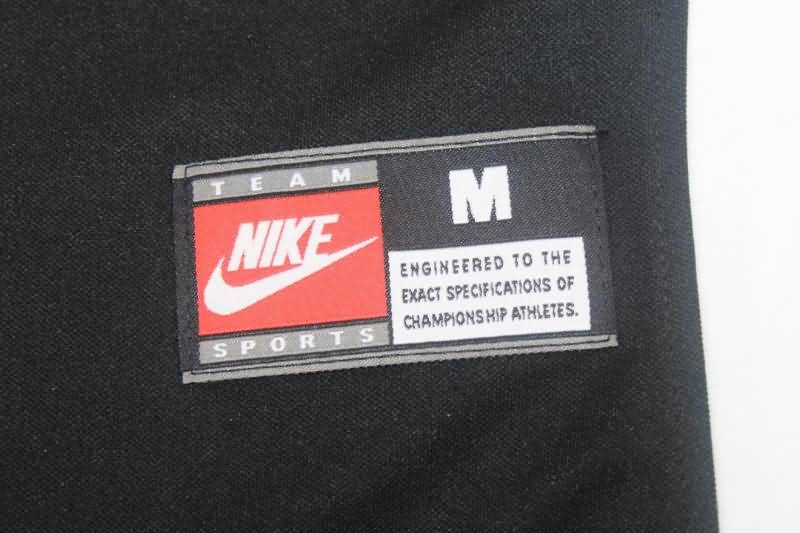 TEAM
NIKE
SPORTS
M
ENGINEERED TO THE
EXACT SPECIFICATIONS OF
CHAMPIONSHIP ATHLETES.